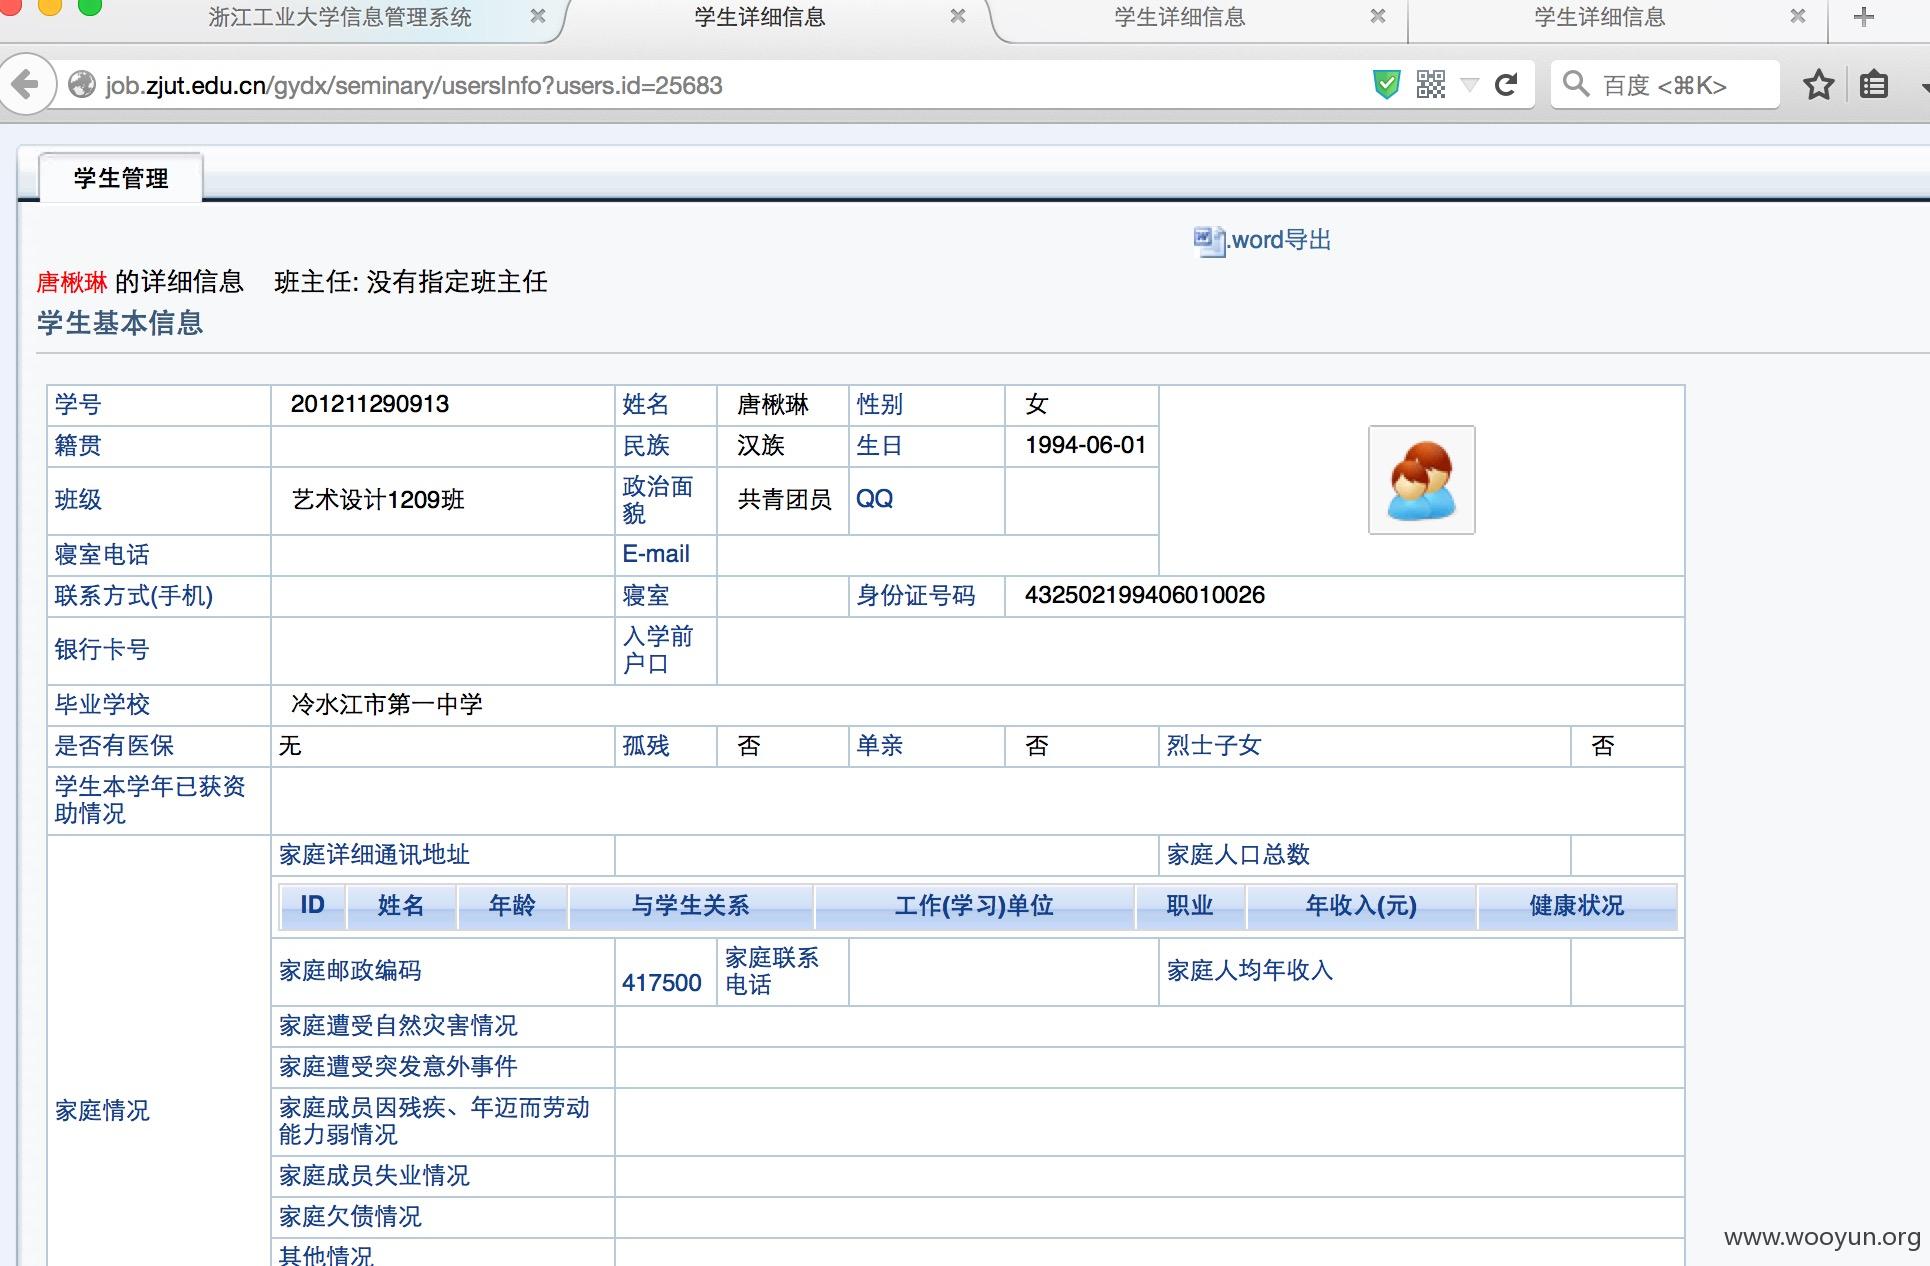 浙江工业大学信息管理系统
学生详细信息
学生详细信息
学生详细信息
job.zjut.edu.cn/gydx/seminary/usersInfo?users.id=25683
百度 <⌘K>
学生管理
.word导出
唐楸琳 的详细信息 班主任: 没有指定班主任
学生基本信息
学号 201211290913 姓名 唐楸琳 性别 女
籍贯 民族 汉族 生日 1994-06-01
班级 艺术设计1209班 政治面貌 共青团员 QQ
寝室电话 E-mail
联系方式(手机) 寝室 身份证号码 432502199406010026
银行卡号 入学前户口
毕业学校 冷水江市第一中学
是否有医保 无 孤残 否 单亲 否 烈士子女 否
学生本学年已获资助情况
家庭情况
家庭详细通讯地址 家庭人口总数
ID 姓名 年龄 与学生关系 工作(学习)单位 职业 年收入(元) 健康状况
家庭邮政编码 417500 家庭联系电话 家庭人均年收入
家庭遭受自然灾害情况
家庭遭受突发意外事件
家庭成员因残疾、年迈而劳动能力弱情况
家庭成员失业情况
家庭欠债情况
其他情况
www.wooyun.org